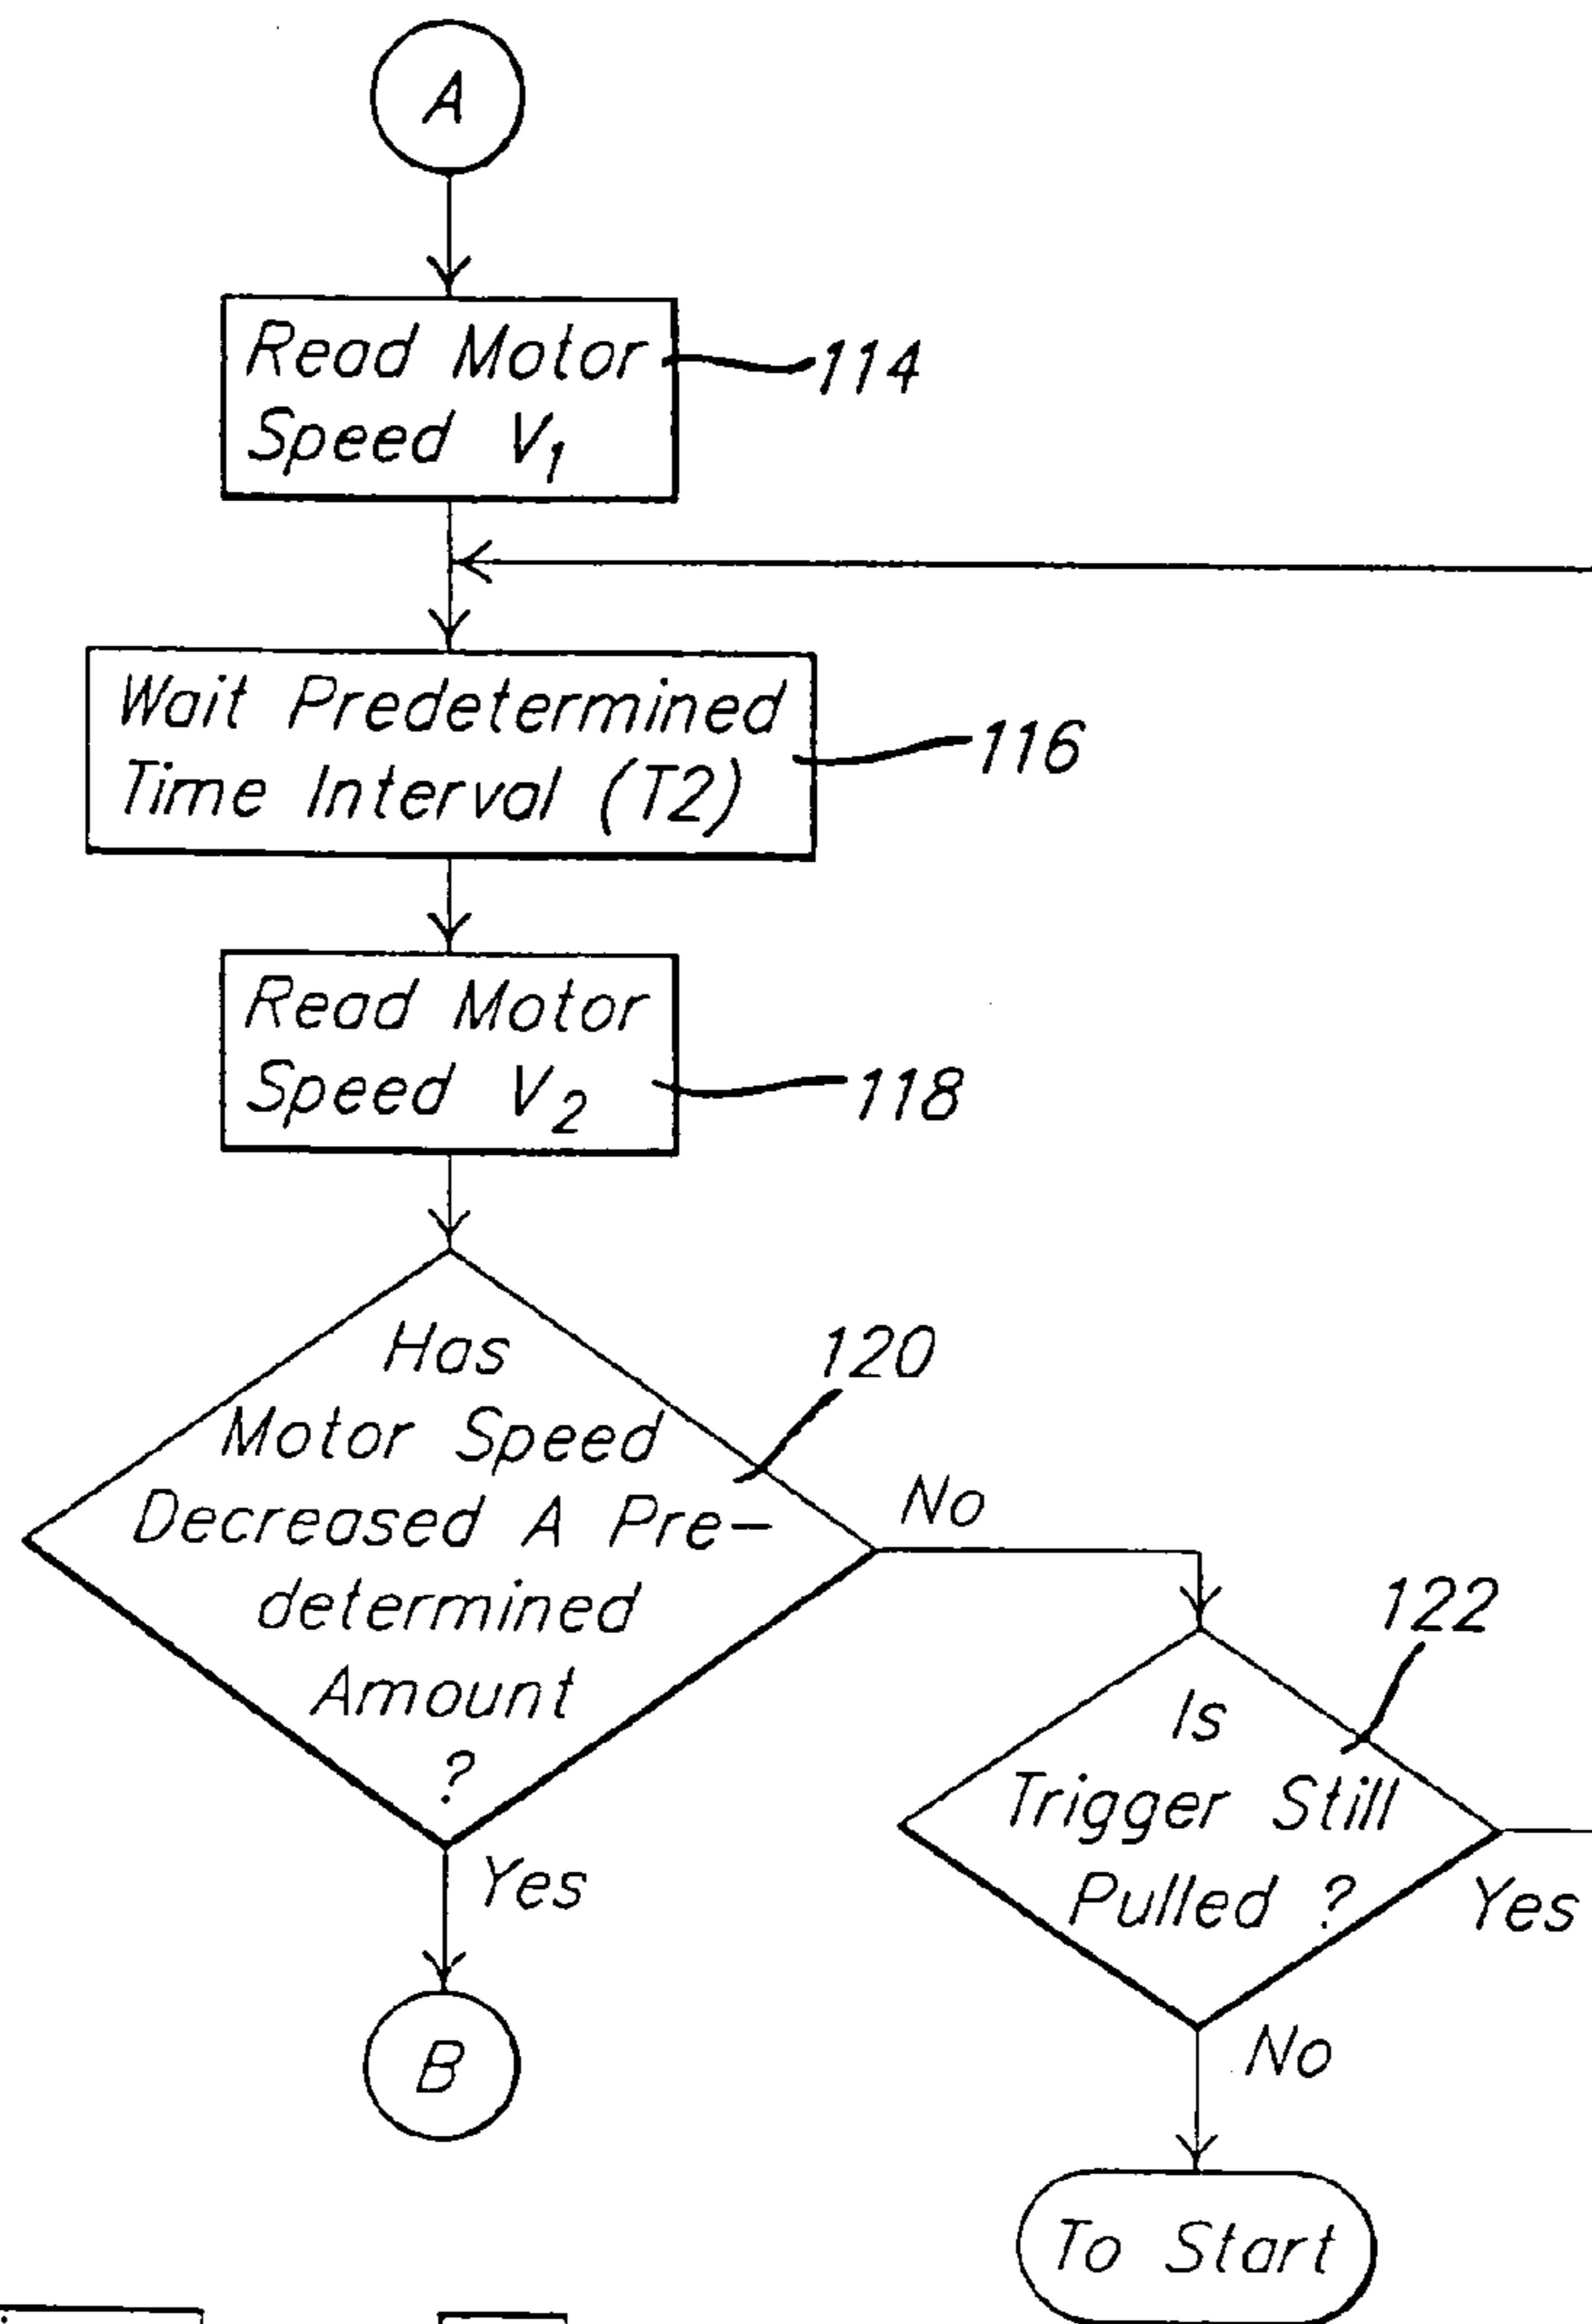 A
Read Motor
Speed V₁
114
Wait Predetermined
Time Interval (T2)
116
Read Motor
Speed V₂
118
Has
Motor Speed
Decreased A Pre-
determined
Amount
?
120
No
Yes
B
122
Is
Trigger Still
Pulled ?
Yes
No
To Start